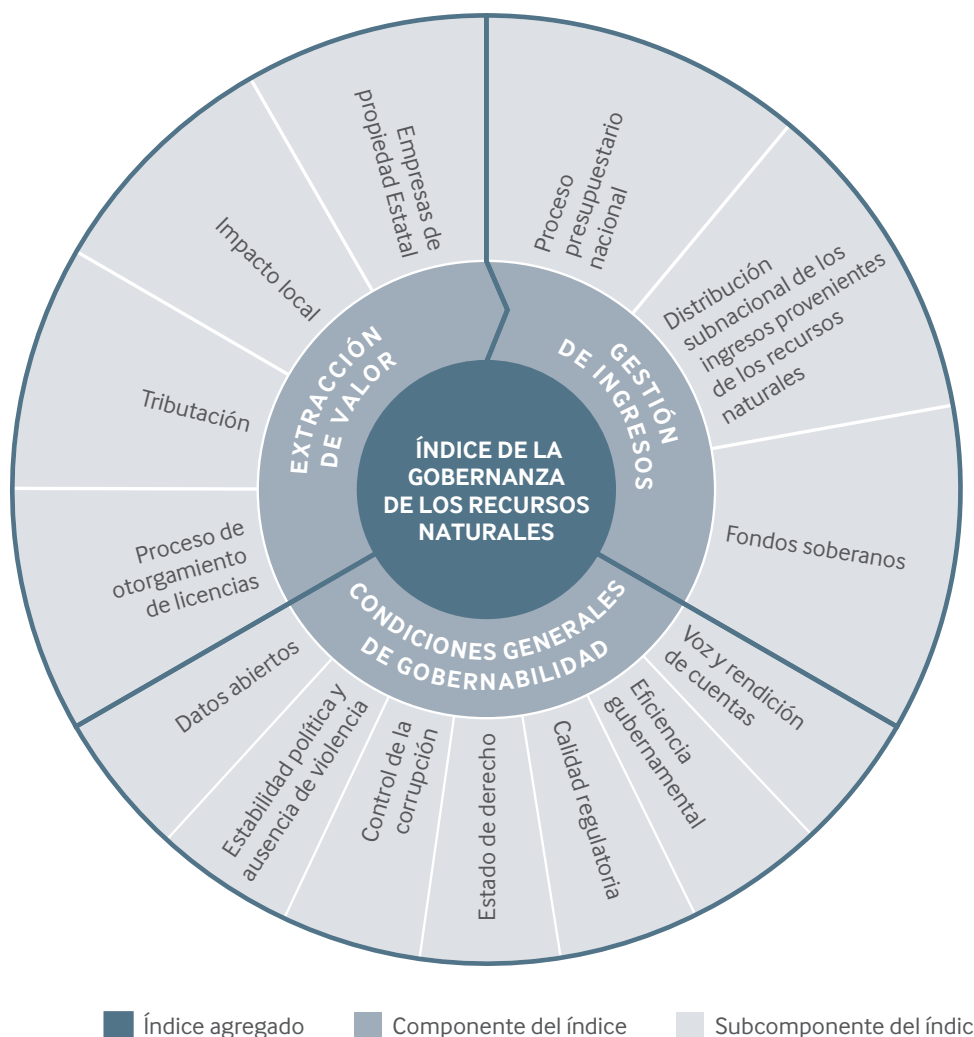 Empresas de
propiedad Estatal
Proceso
presupuestario
nacional
Impacto local
Distribución
subnacional de los
ingresos provenientes
de los recursos
naturales
Tributación
EXTRACCIÓN
DE VALOR
GESTIÓN
DE INGRESOS
ÍNDICE DE LA
GOBERNANZA
DE LOS RECURSOS
NATURALES
Proceso de
otorgamiento
de licencias
Fondos soberanos
CONDICIONES GENERALES
DE GOBERNABILIDAD
Datos abiertos
Estabilidad política y
ausencia de violencia
Control de la
corrupción
Estado de derecho
Calidad regulatoria
Eficiencia
gubernamental
Voz y rendición
de cuentas
Índice agregado
Componente del índice
Subcomponente del índic